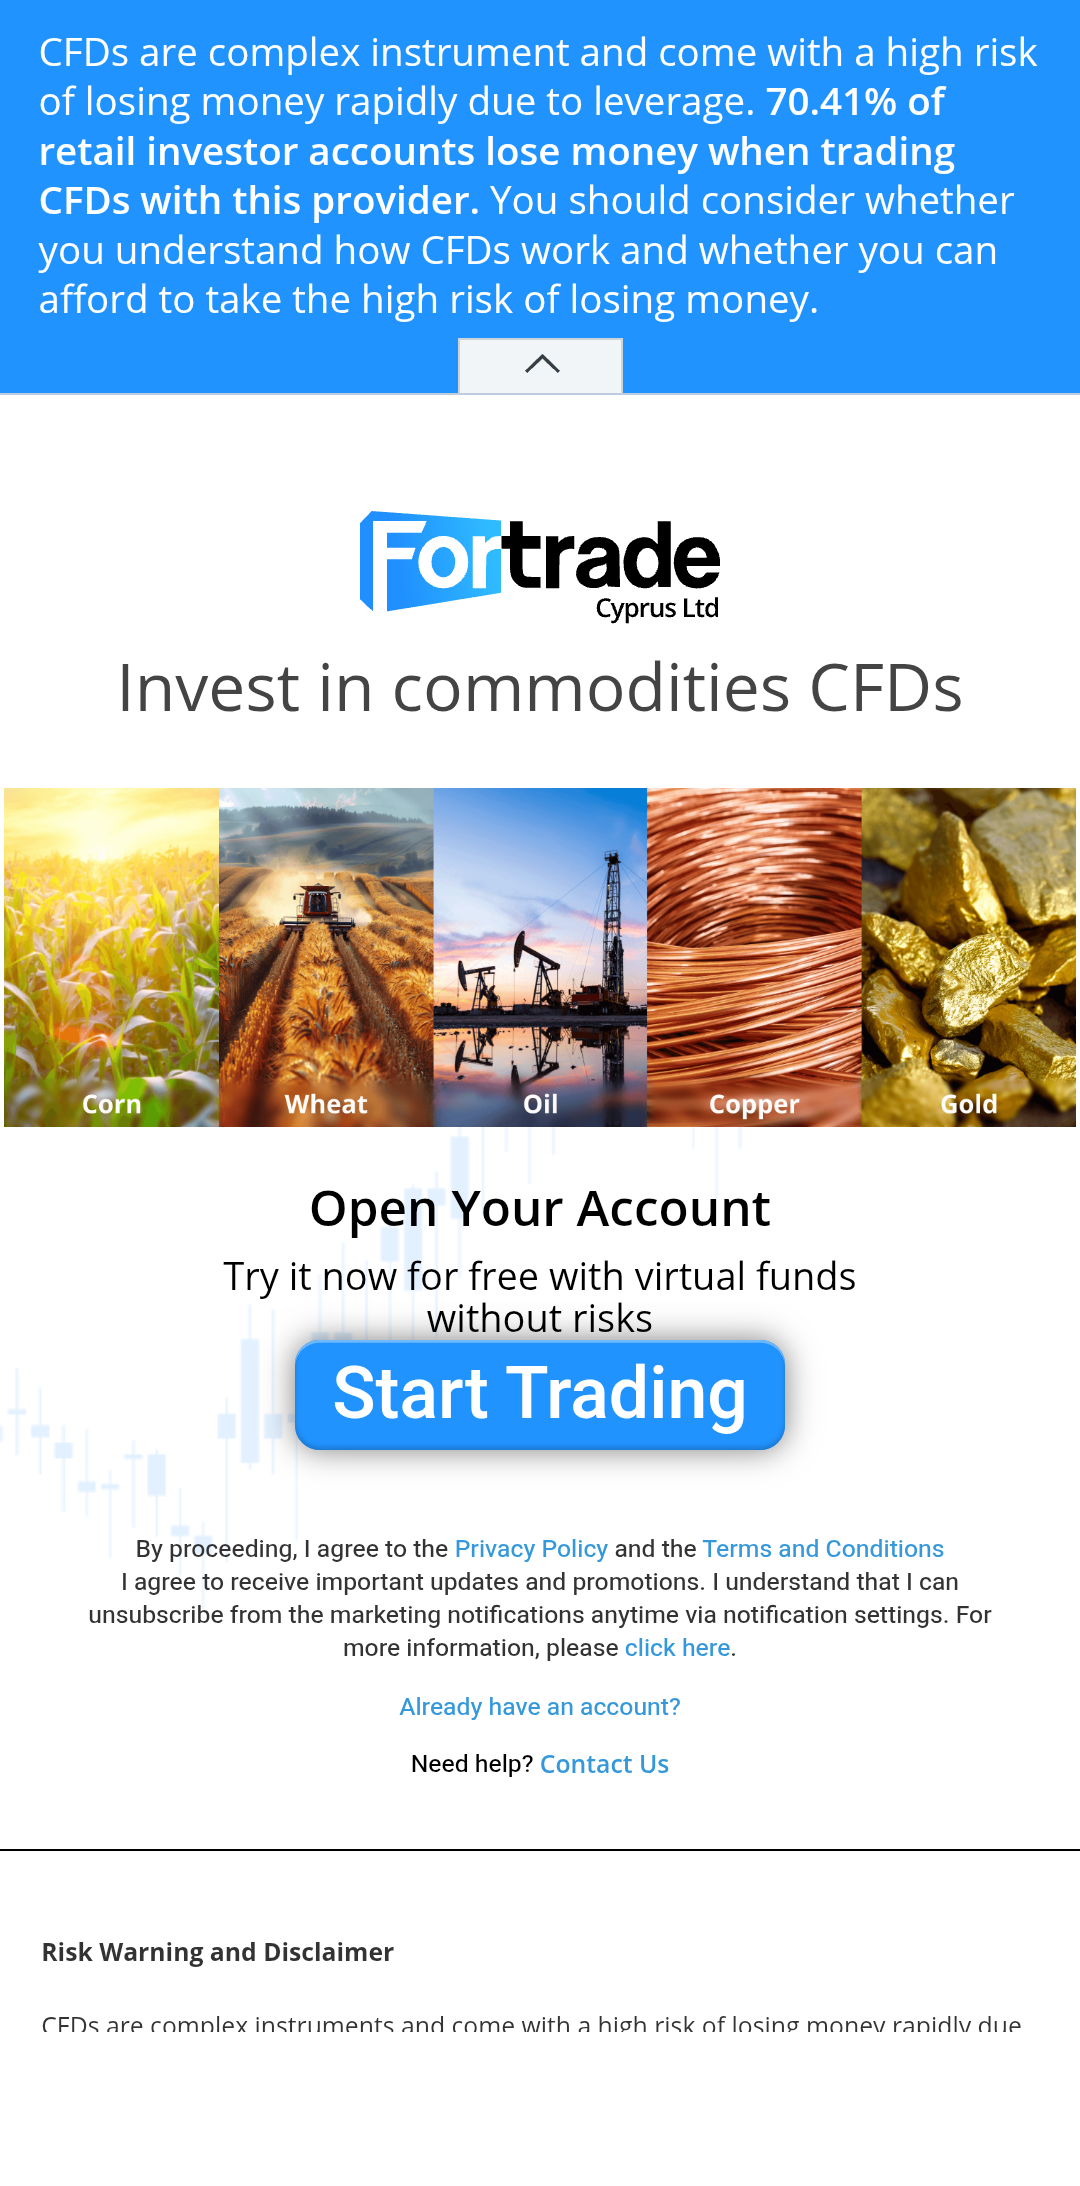 CFDs are complex instrument and come with a high risk
of losing money rapidly due to leverage. 70.41% of
retail investor accounts lose money when trading
CFDs with this provider. You should consider whether
you understand how CFDs work and whether you can
afford to take the high risk of losing money.
Fortrade
Cyprus Ltd
Invest in commodities CFDs
Corn Wheat Oil Copper Gold
Open Your Account
Try it now for free with virtual funds
without risks
Start Trading
By proceeding, I agree to the Privacy Policy and the Terms and Conditions
I agree to receive important updates and promotions. I understand that I can
unsubscribe from the marketing notifications anytime via notification settings. For
more information, please click here.
Already have an account?
Need help? Contact Us
Risk Warning and Disclaimer
CFDs are complex instruments and come with a high risk of losing money rapidly due